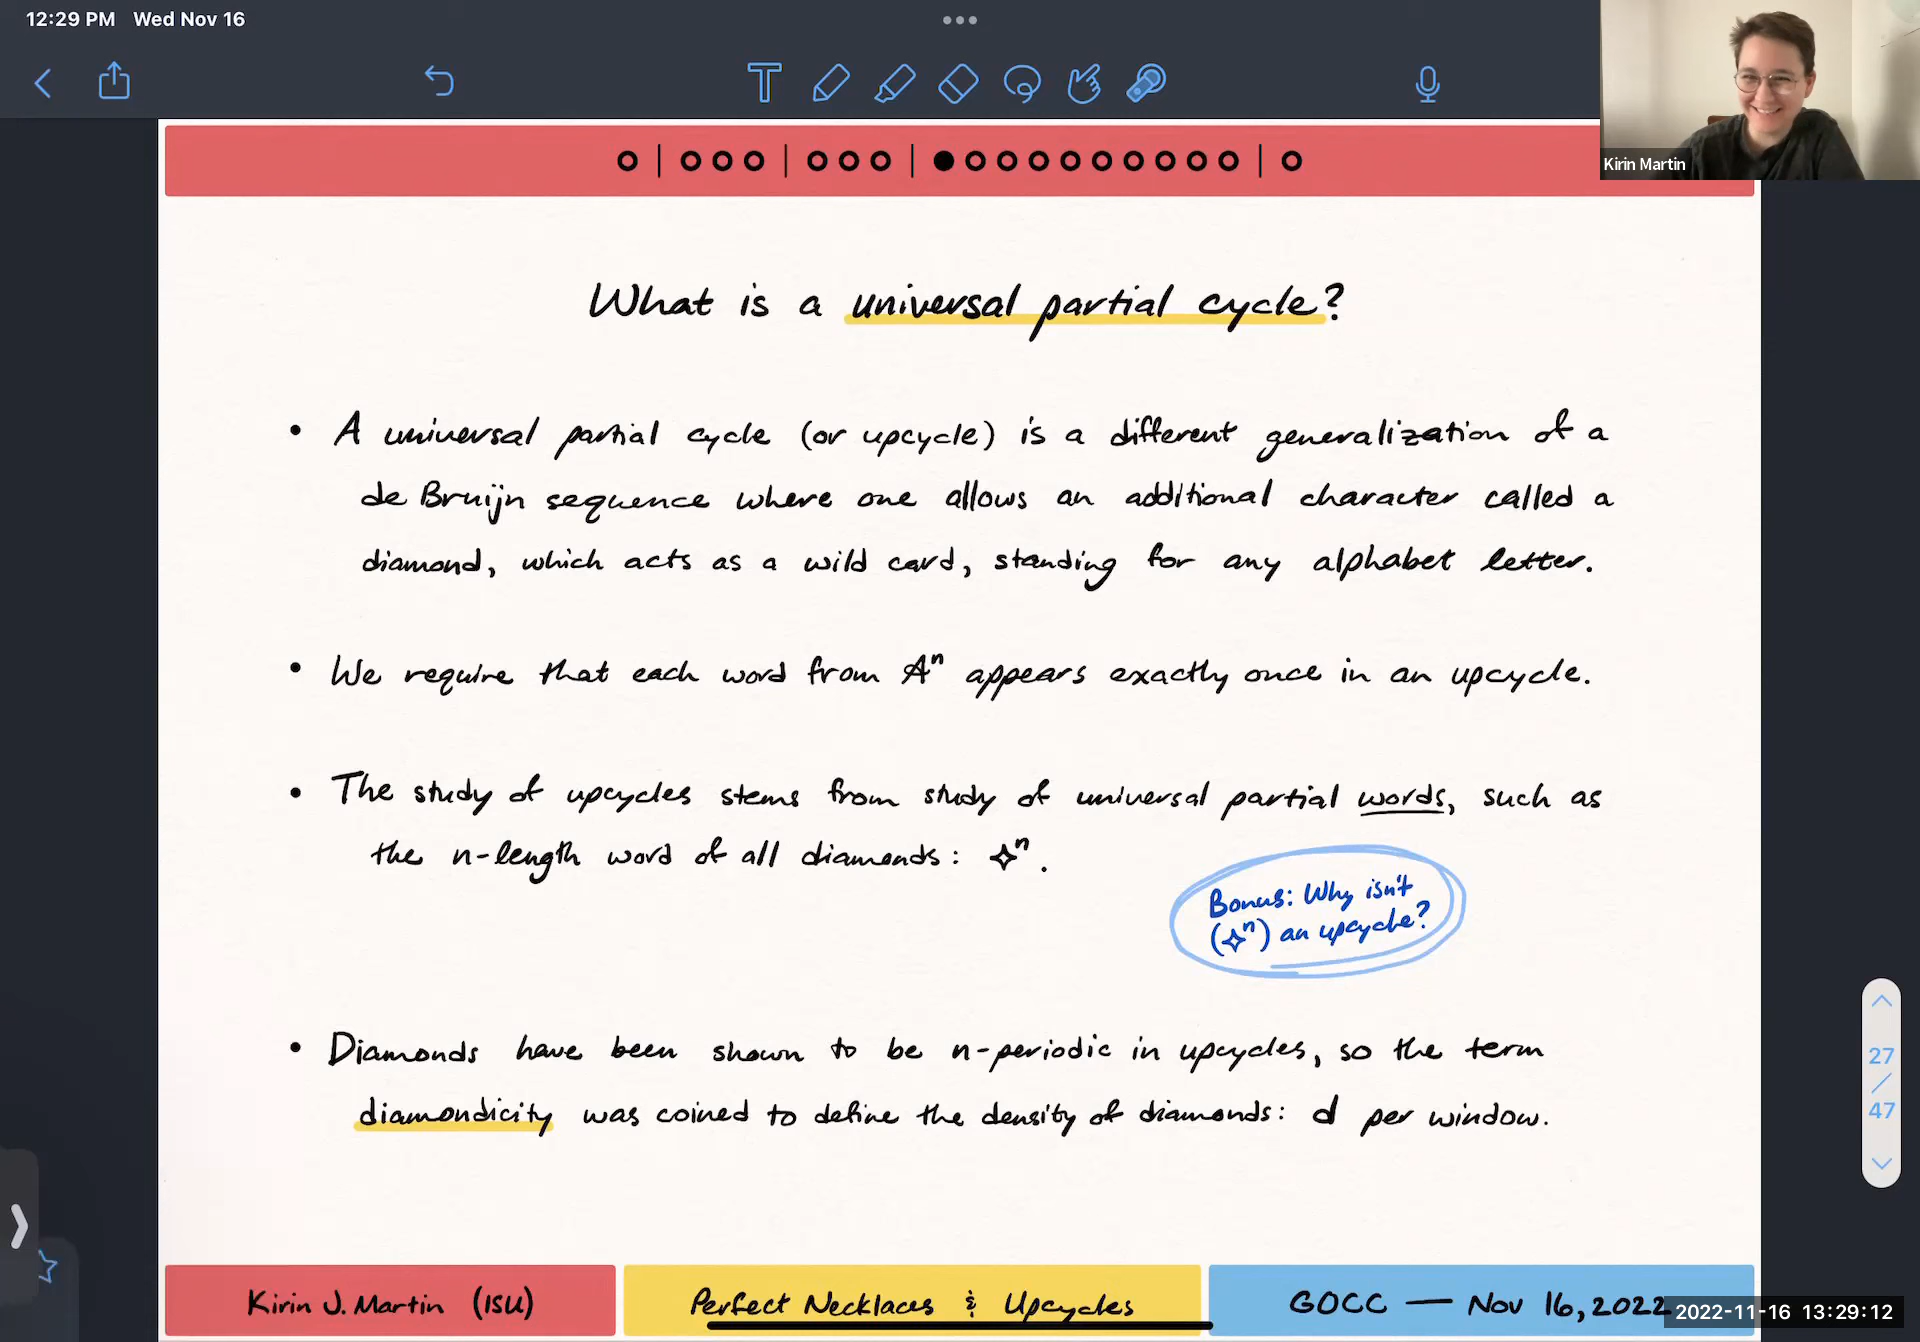 12:29 PM Wed Nov 16
Kirin Martin
What is a universal partial cycle?
• A universal partial cycle (or upcycle) is a different generalization of a
de Bruijn sequence where one allows an additional character called a
diamond, which acts as a wild card, standing for any alphabet letter.
• We require that each word from Aⁿ appears exactly once in an upcycle.
• The study of upcycles stems from study of universal partial words, such as
the n-length word of all diamonds: ✧ⁿ.
Bonus: Why isn't
(✧ⁿ) an upcycle?
• Diamonds have been shown to be n-periodic in upcycles, so the term
diamondicity was coined to define the density of diamonds: d per window.
27
/
47
Kirin J. Martin (ISU)
Perfect Necklaces & Upcycles
GOCC — Nov 16, 2022
2022-11-16 13:29:12